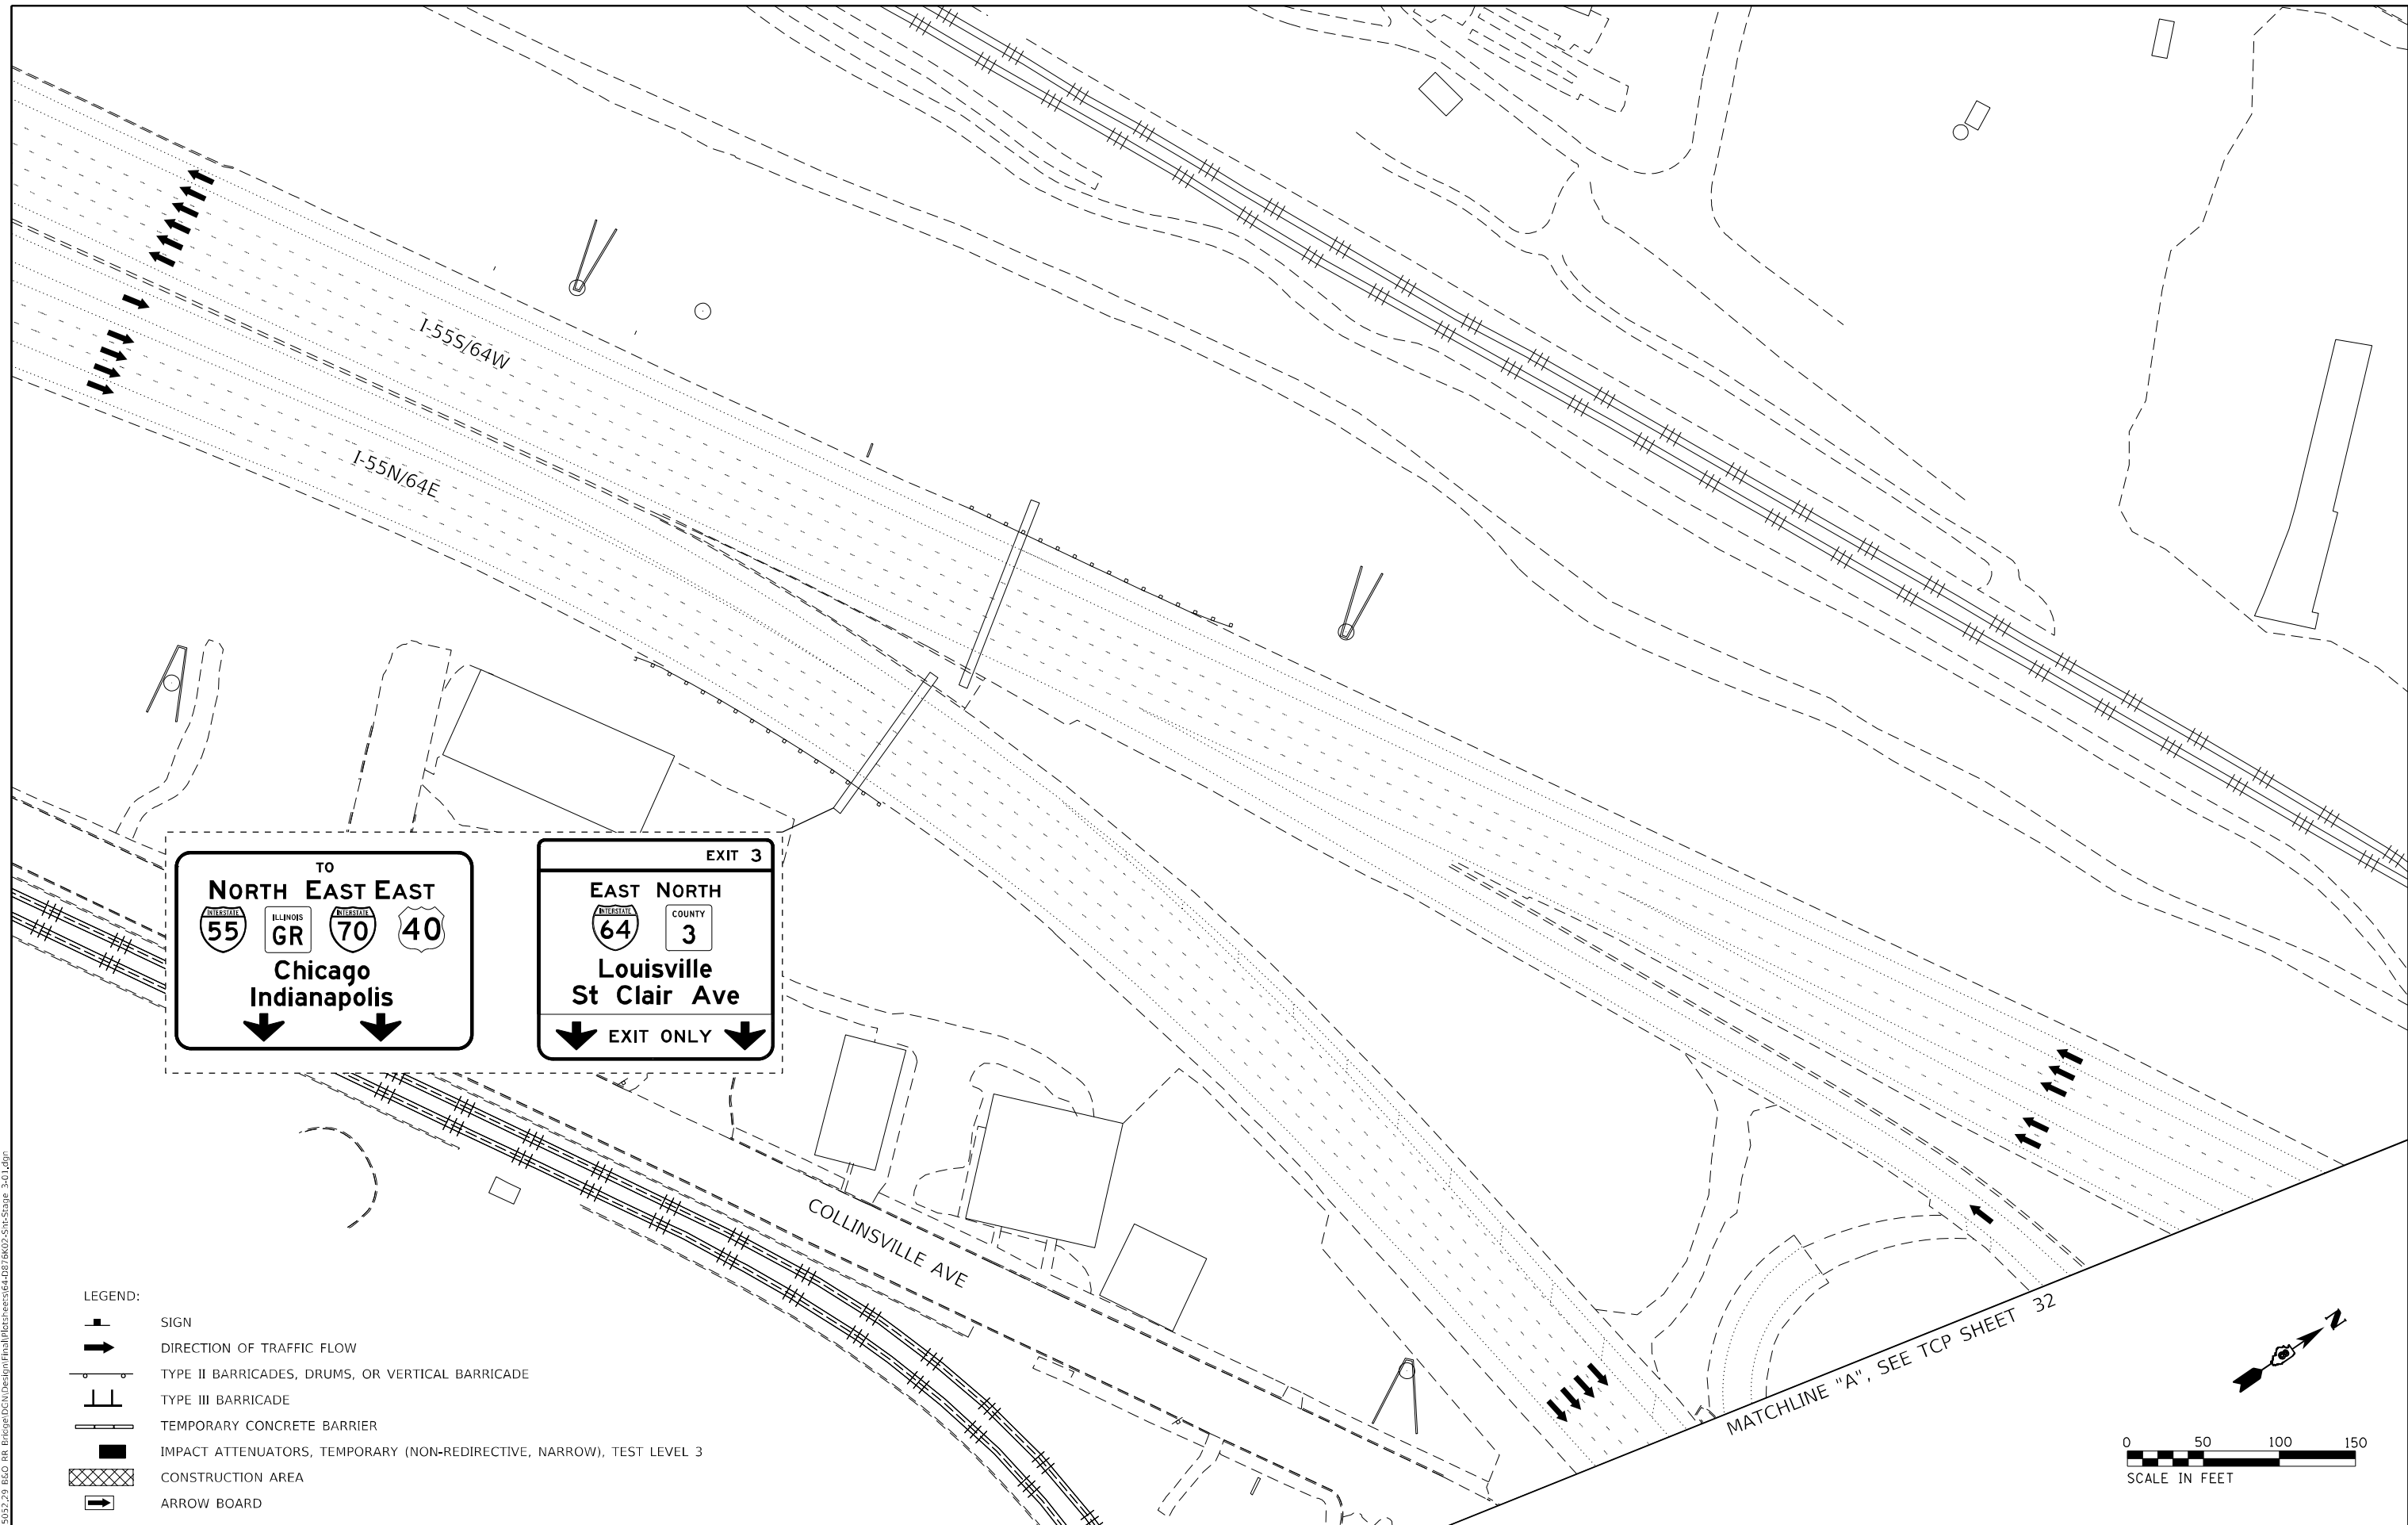 I-55S/64W
I-55N/64E
EXIT 3
TO
NORTH EAST EAST
INTERSTATE 55
ILLINOIS GR
INTERSTATE 70
40
Chicago
Indianapolis
EAST NORTH
INTERSTATE 64
COUNTY 3
Louisville
St Clair Ave
EXIT ONLY
COLLINSVILLE AVE
MATCHLINE "A", SEE TCP SHEET 32
N
0 50 100 150
SCALE IN FEET
LEGEND:
SIGN
DIRECTION OF TRAFFIC FLOW
TYPE II BARRICADES, DRUMS, OR VERTICAL BARRICADE
TYPE III BARRICADE
TEMPORARY CONCRETE BARRIER
IMPACT ATTENUATORS, TEMPORARY (NON-REDIRECTIVE, NARROW), TEST LEVEL 3
CONSTRUCTION AREA
ARROW BOARD